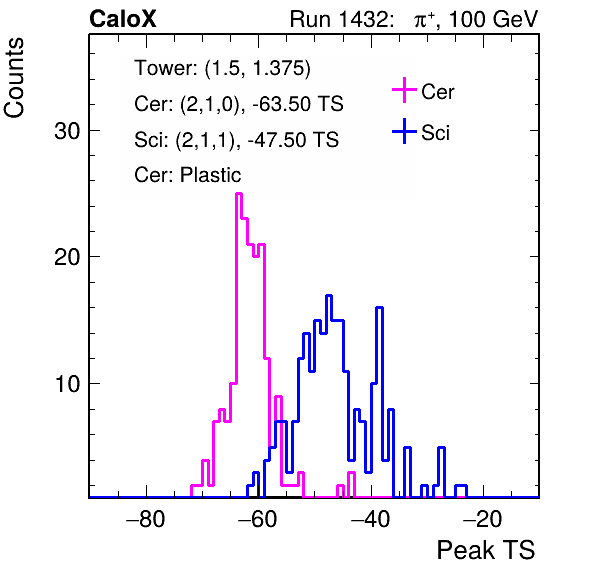 CaloX Run 1432: π⁺, 100 GeV
Counts
Tower: (1.5, 1.375)
Cer: (2,1,0), -63.50 TS
Sci: (2,1,1), -47.50 TS
Cer: Plastic
Cer
Sci
30
20
10
−80 −60 −40 −20
Peak TS